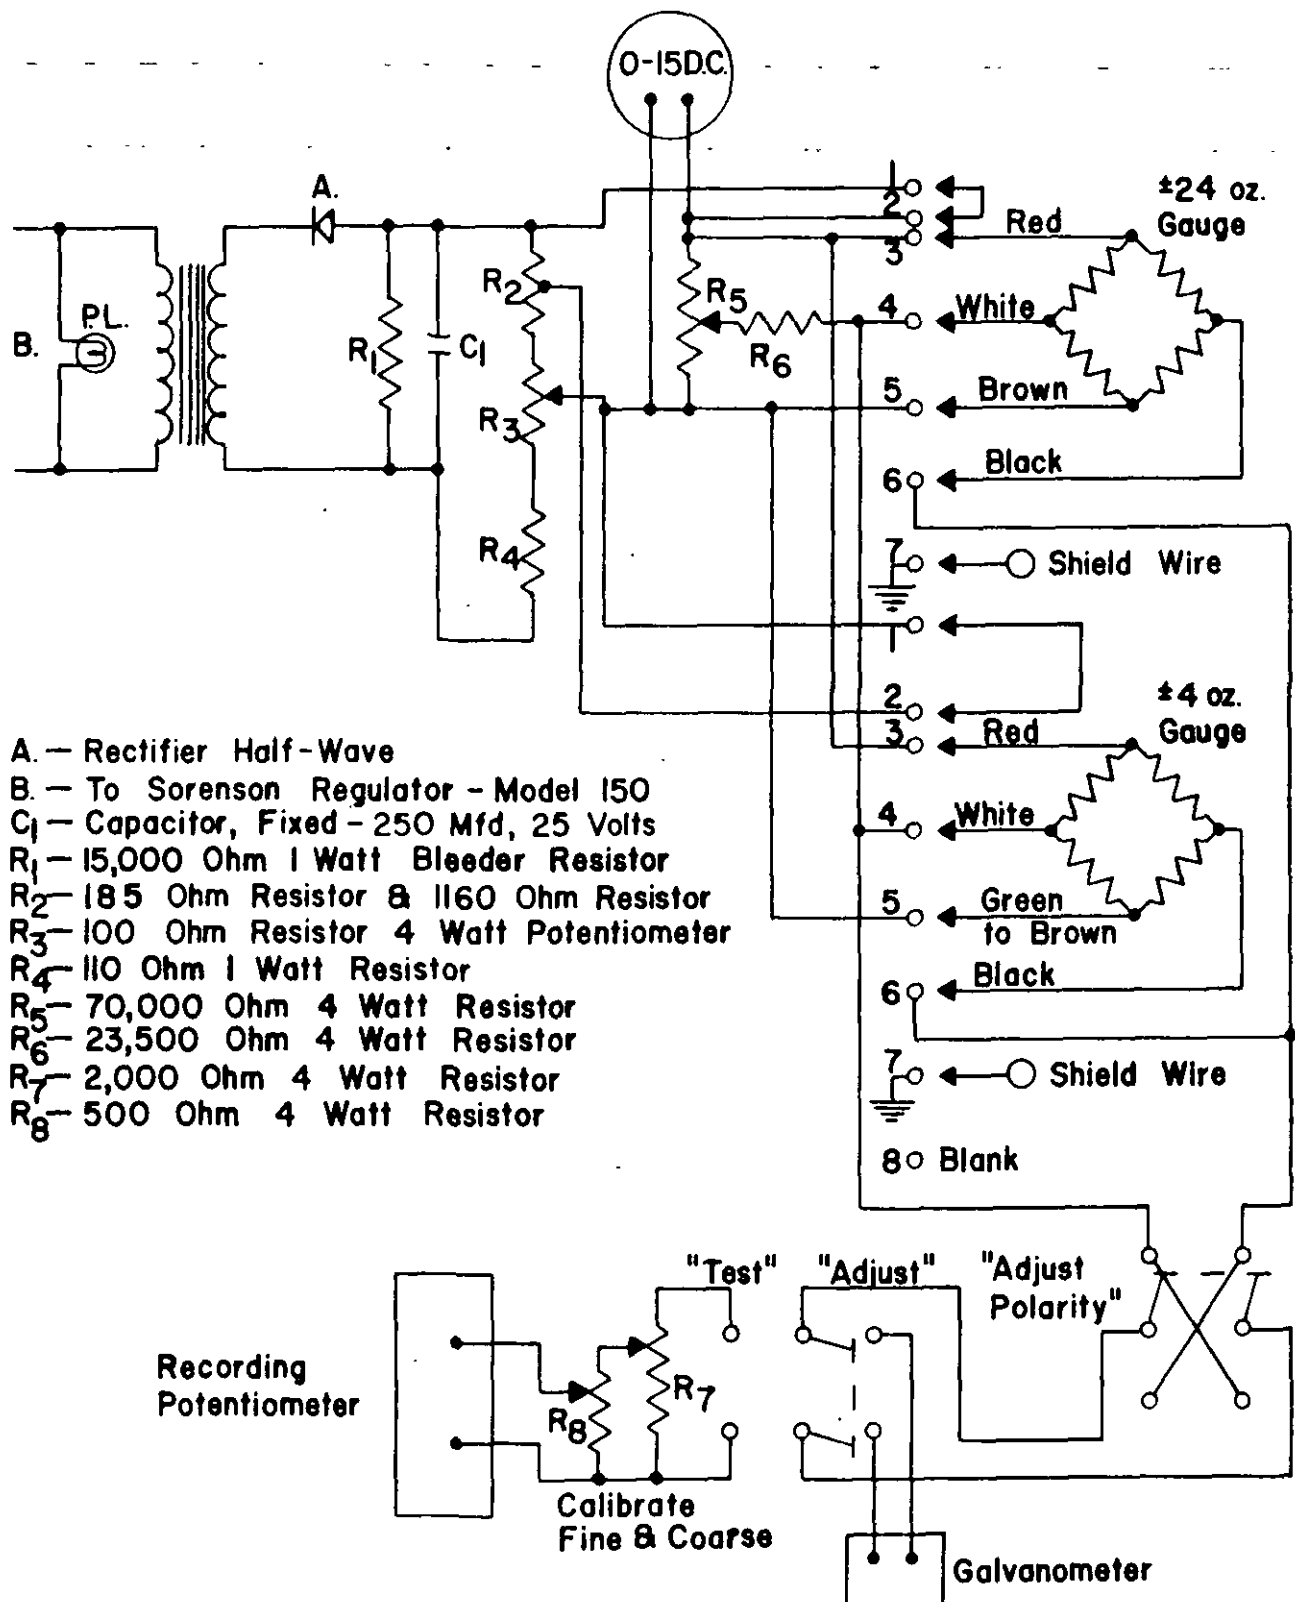 0-15D.C.
A.
1
2
3
Red
±24 oz.
Gauge
R2
R5
4
White
P.L.
B.
R1
C1
R6
R3
5
Brown
6
Black
R4
7
Shield Wire
1
2
3
Red
±4 oz.
Gauge
4
White
5
Green
to Brown
6
Black
7
Shield Wire
8
Blank
A. — Rectifier Half-Wave
B. — To Sorenson Regulator - Model 150
C1 — Capacitor, Fixed - 250 Mfd, 25 Volts
R1 — 15,000 Ohm 1 Watt Bleeder Resistor
R2 — 185 Ohm Resistor & 1160 Ohm Resistor
R3 — 100 Ohm Resistor 4 Watt Potentiometer
R4 — 110 Ohm 1 Watt Resistor
R5 — 70,000 Ohm 4 Watt Resistor
R6 — 23,500 Ohm 4 Watt Resistor
R7 — 2,000 Ohm 4 Watt Resistor
R8 — 500 Ohm 4 Watt Resistor
"Test"
"Adjust"
"Adjust
Polarity"
Recording
Potentiometer
R8
R7
Calibrate
Fine & Coarse
Galvanometer